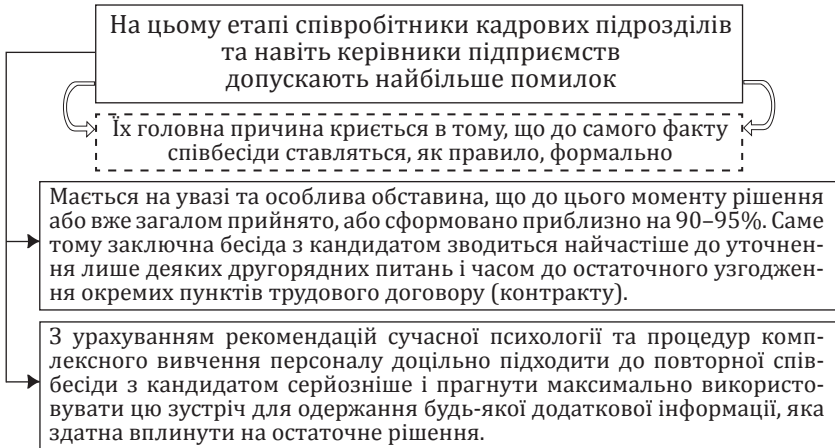 На цьому етапі співробітники кадрових підрозділів
та навіть керівники підприємств
допускають найбільше помилок
Їх головна причина криється в тому, що до самого факту
співбесіди ставляться, як правило, формально
Мається на увазі та особлива обставина, що до цього моменту рішення
або вже загалом прийнято, або сформовано приблизно на 90–95%. Саме
тому заключна бесіда з кандидатом зводиться найчастіше до уточнен-
ня лише деяких другорядних питань і часом до остаточного узгоджен-
ня окремих пунктів трудового договору (контракту).
З урахуванням рекомендацій сучасної психології та процедур комп-
лексного вивчення персоналу доцільно підходити до повторної спів-
бесіди з кандидатом серйозніше і прагнути максимально використо-
вувати цю зустріч для одержання будь-якої додаткової інформації, яка
здатна вплинути на остаточне рішення.